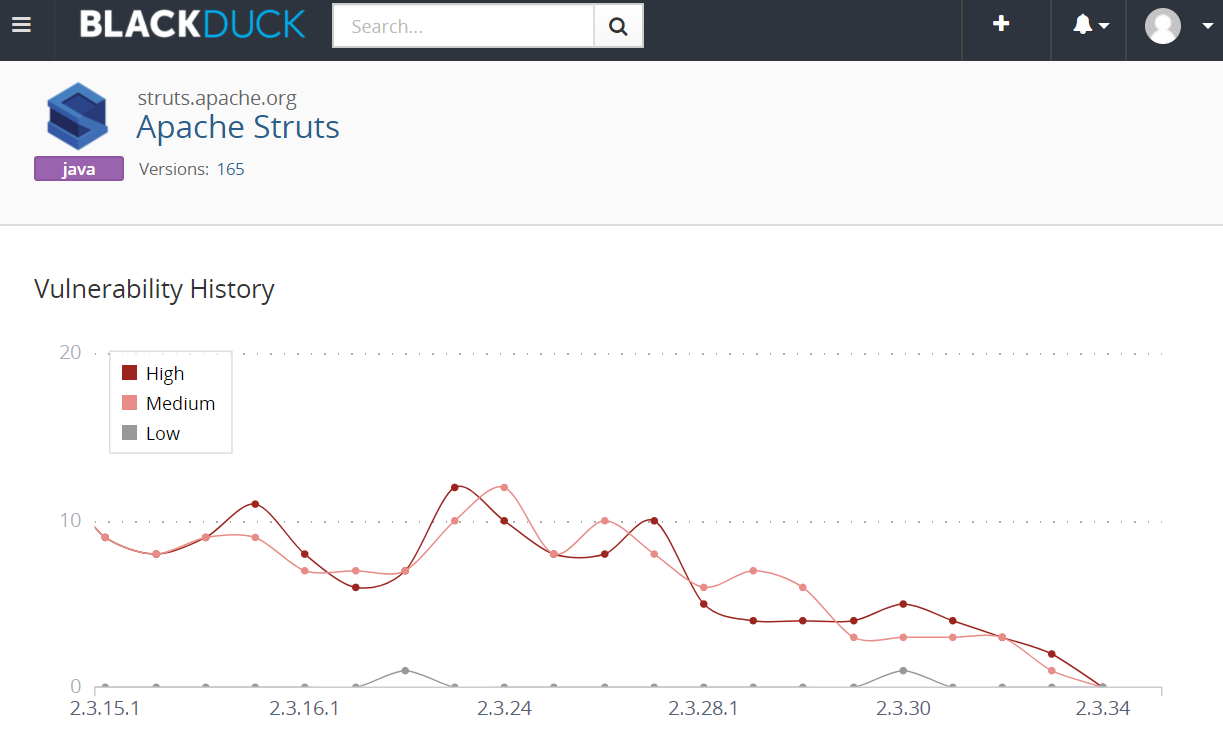 BLACKDUCK
Search...
struts.apache.org
Apache Struts
java
Versions: 165
Vulnerability History
20
High
Medium
Low
10
0
2.3.15.1 2.3.16.1 2.3.24 2.3.28.1 2.3.30 2.3.34